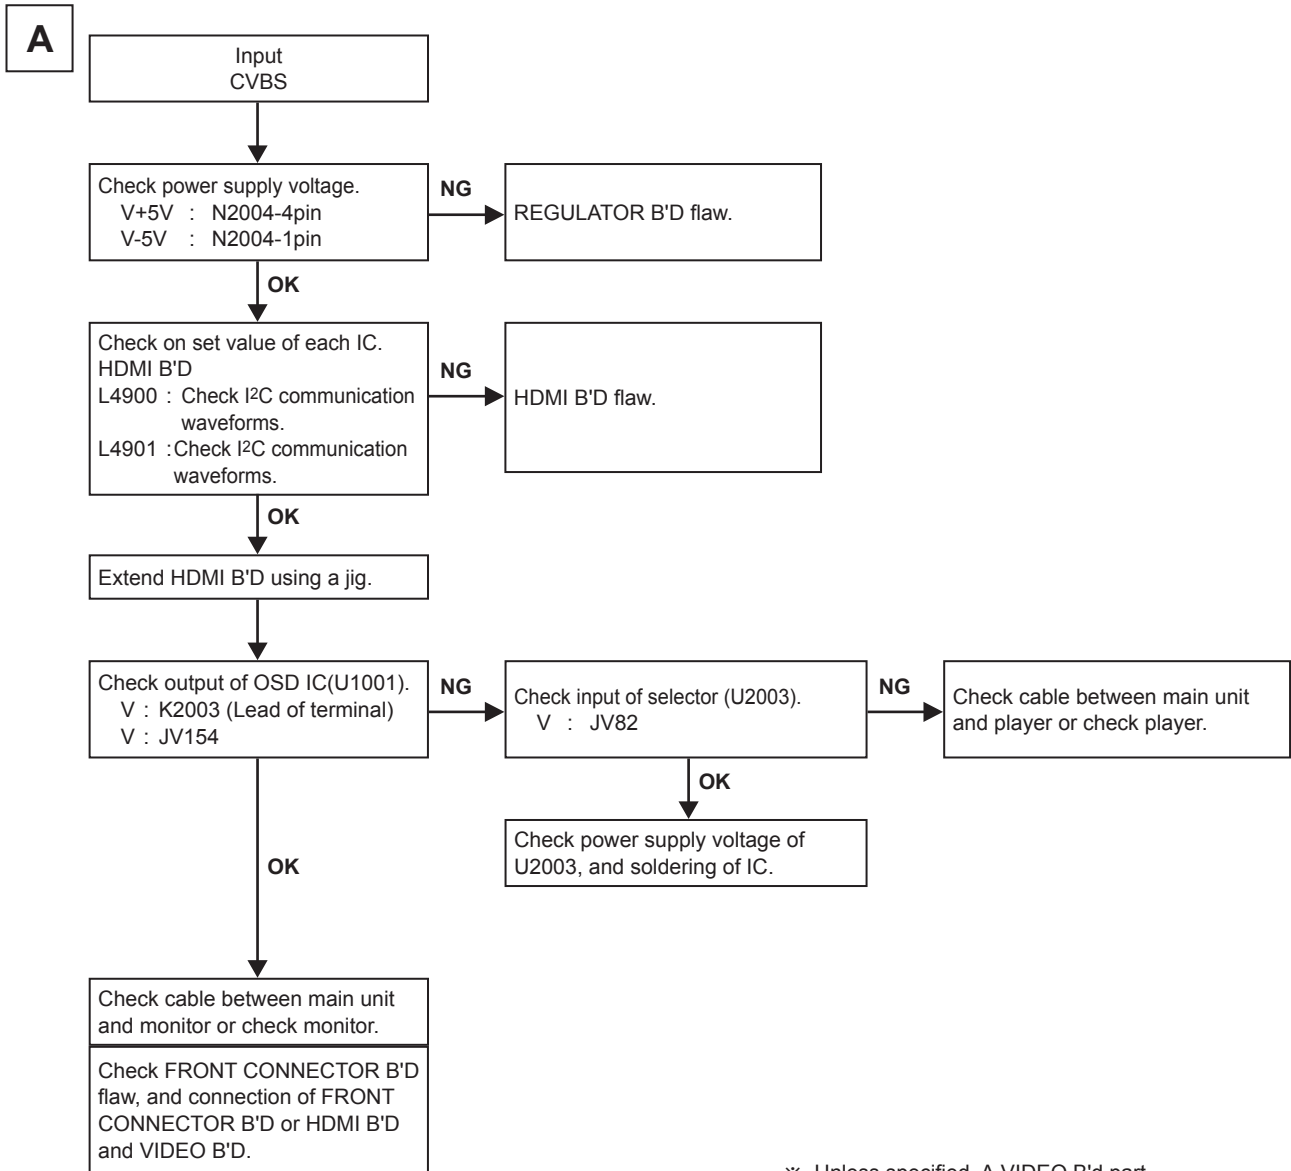 A
Input
CVBS
Check power supply voltage.
V+5V : N2004-4pin
V-5V : N2004-1pin
NG
REGULATOR B'D flaw.
OK
Check on set value of each IC.
HDMI B'D
L4900 : Check I²C communication
waveforms.
L4901 :Check I²C communication
waveforms.
NG
HDMI B'D flaw.
OK
Extend HDMI B'D using a jig.
Check output of OSD IC(U1001).
V : K2003 (Lead of terminal)
V : JV154
NG
Check input of selector (U2003).
V : JV82
NG
Check cable between main unit
and player or check player.
OK
Check power supply voltage of
U2003, and soldering of IC.
OK
Check cable between main unit
and monitor or check monitor.
Check FRONT CONNECTOR B'D
flaw, and connection of FRONT
CONNECTOR B'D or HDMI B'D
and VIDEO B'D.
※ Unless specified, A VIDEO B'd part